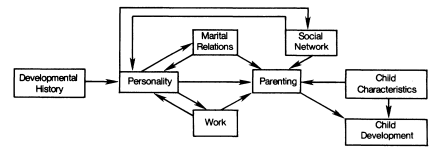 Marital
Relations
Social
Network
Developmental
History
Personality
Parenting
Child
Characteristics
Work
Child
Development